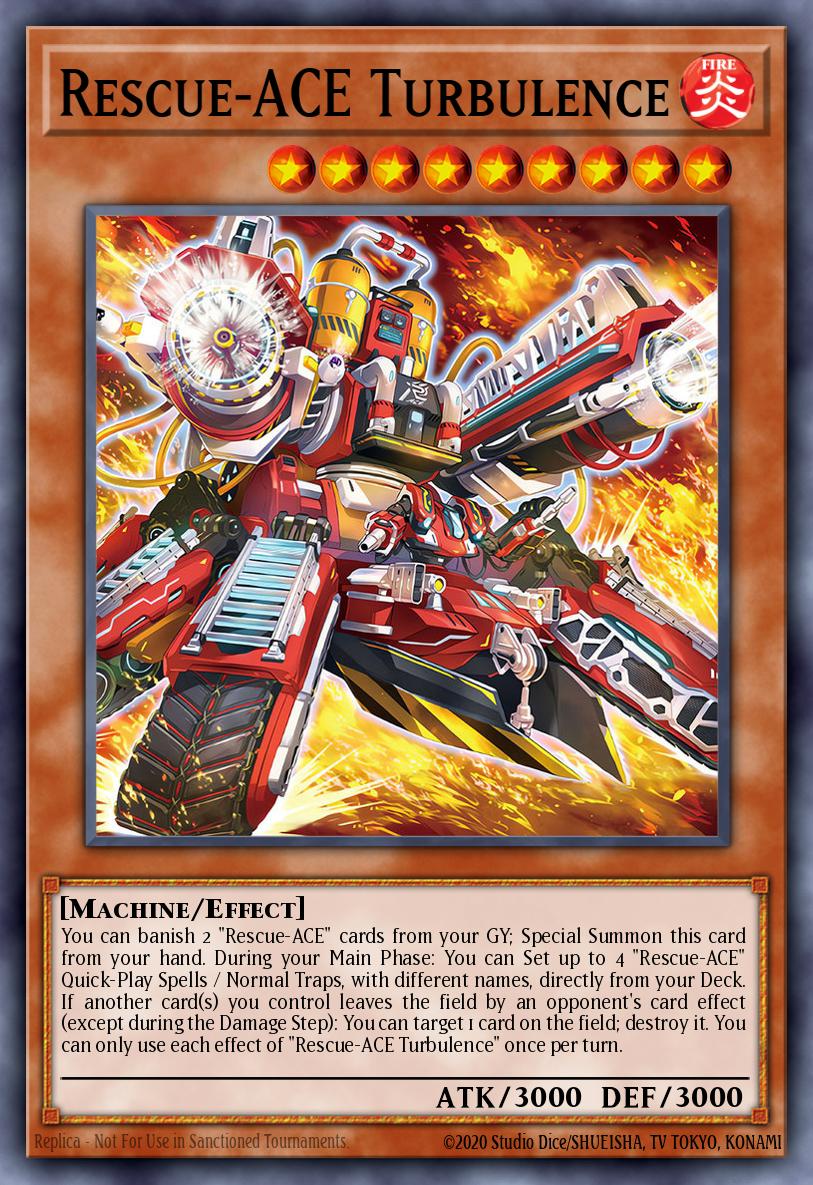 Rescue-ACE Turbulence
FIRE
炎
[Machine/Effect]
You can banish 2 "Rescue-ACE" cards from your GY; Special Summon this card
from your hand. During your Main Phase: You can Set up to 4 "Rescue-ACE"
Quick-Play Spells / Normal Traps, with different names, directly from your Deck.
If another card(s) you control leaves the field by an opponent's card effect
(except during the Damage Step): You can target 1 card on the field; destroy it. You
can only use each effect of "Rescue-ACE Turbulence" once per turn.
ATK/3000 DEF/3000
Replica - Not For Use in Sanctioned Tournaments.
©2020 Studio Dice/SHUEISHA, TV TOKYO, KONAMI